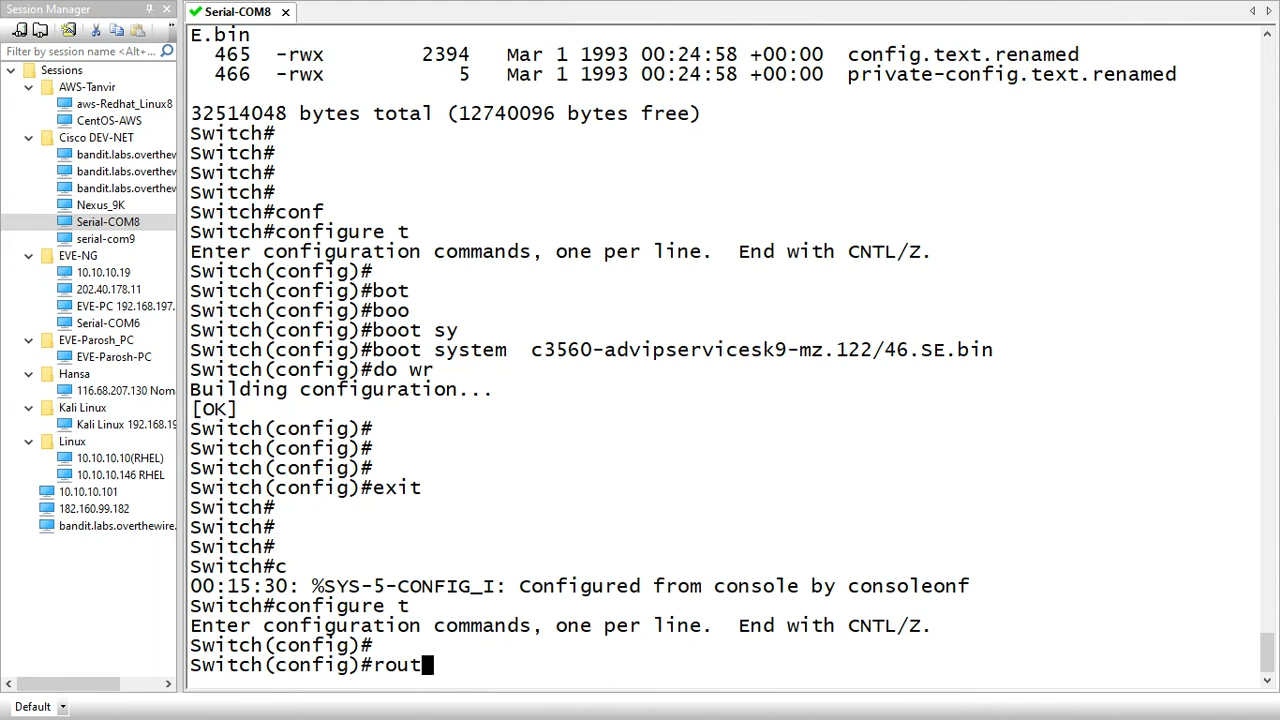 Session Manager
Serial-COM8
Filter by session name <Alt+...
Sessions
AWS-Tanvir
aws-Redhat_Linux8
CentOS-AWS
Cisco DEV-NET
bandit.labs.overthew
bandit.labs.overthew
bandit.labs.overthew
Nexus_9K
Serial-COM8
serial-com9
EVE-NG
10.10.10.19
202.40.178.11
EVE-PC 192.168.197.
Serial-COM6
EVE-Parosh_PC
EVE-Parosh-PC
Hansa
116.68.207.130 Nom
Kali Linux
Kali Linux 192.168.19
Linux
10.10.10.10(RHEL)
10.10.10.146 RHEL
10.10.10.101
182.160.99.182
bandit.labs.overthewire.
Default
E.bin
465 -rwx 2394 Mar 1 1993 00:24:58 +00:00 config.text.renamed
466 -rwx 5 Mar 1 1993 00:24:58 +00:00 private-config.text.renamed
32514048 bytes total (12740096 bytes free)
Switch#
Switch#
Switch#
Switch#
Switch#conf
Switch#configure t
Enter configuration commands, one per line. End with CNTL/Z.
Switch(config)#
Switch(config)#bot
Switch(config)#boo
Switch(config)#boot sy
Switch(config)#boot system c3560-advipservicesk9-mz.122/46.SE.bin
Switch(config)#do wr
Building configuration...
[OK]
Switch(config)#
Switch(config)#
Switch(config)#
Switch(config)#exit
Switch#
Switch#
Switch#
Switch#c
00:15:30: %SYS-5-CONFIG_I: Configured from console by consoleonf
Switch#configure t
Enter configuration commands, one per line. End with CNTL/Z.
Switch(config)#
Switch(config)#rout